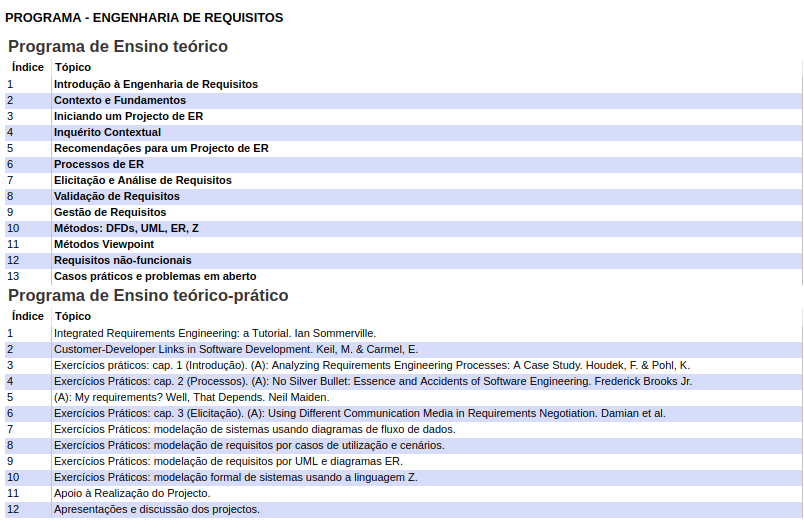 PROGRAMA - ENGENHARIA DE REQUISITOS
Programa de Ensino teórico
Índice Tópico
1 Introdução à Engenharia de Requisitos
2 Contexto e Fundamentos
3 Iniciando um Projecto de ER
4 Inquérito Contextual
5 Recomendações para um Projecto de ER
6 Processos de ER
7 Elicitação e Análise de Requisitos
8 Validação de Requisitos
9 Gestão de Requisitos
10 Métodos: DFDs, UML, ER, Z
11 Métodos Viewpoint
12 Requisitos não-funcionais
13 Casos práticos e problemas em aberto
Programa de Ensino teórico-prático
Índice Tópico
1 Integrated Requirements Engineering: a Tutorial. Ian Sommerville.
2 Customer-Developer Links in Software Development. Keil, M. & Carmel, E.
3 Exercícios práticos: cap. 1 (Introdução). (A): Analyzing Requirements Engineering Processes: A Case Study. Houdek, F. & Pohl, K.
4 Exercícios Práticos: cap. 2 (Processos). (A): No Silver Bullet: Essence and Accidents of Software Engineering. Frederick Brooks Jr.
5 (A): My requirements? Well, That Depends. Neil Maiden.
6 Exercícios Práticos: cap. 3 (Elicitação). (A): Using Different Communication Media in Requirements Negotiation. Damian et al.
7 Exercícios Práticos: modelação de sistemas usando diagramas de fluxo de dados.
8 Exercícios Práticos: modelação de requisitos por casos de utilização e cenários.
9 Exercícios Práticos: modelação de requisitos por UML e diagramas ER.
10 Exercícios Práticos: modelação formal de sistemas usando a linguagem Z.
11 Apoio à Realização do Projecto.
12 Apresentações e discussão dos projectos.